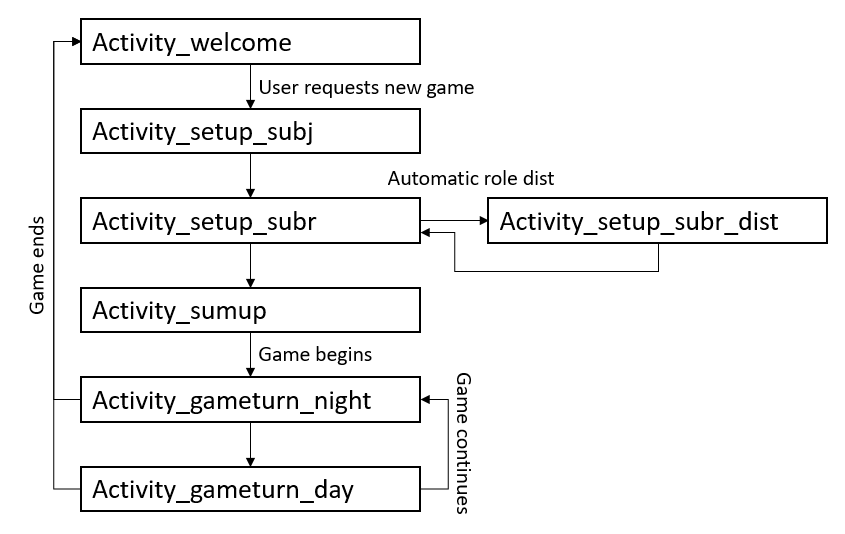 Activity_welcome
User requests new game
Activity_setup_subj
Automatic role dist
Activity_setup_subr
Activity_setup_subr_dist
Game ends
Activity_sumup
Game begins
Activity_gameturn_night
Game continues
Activity_gameturn_day